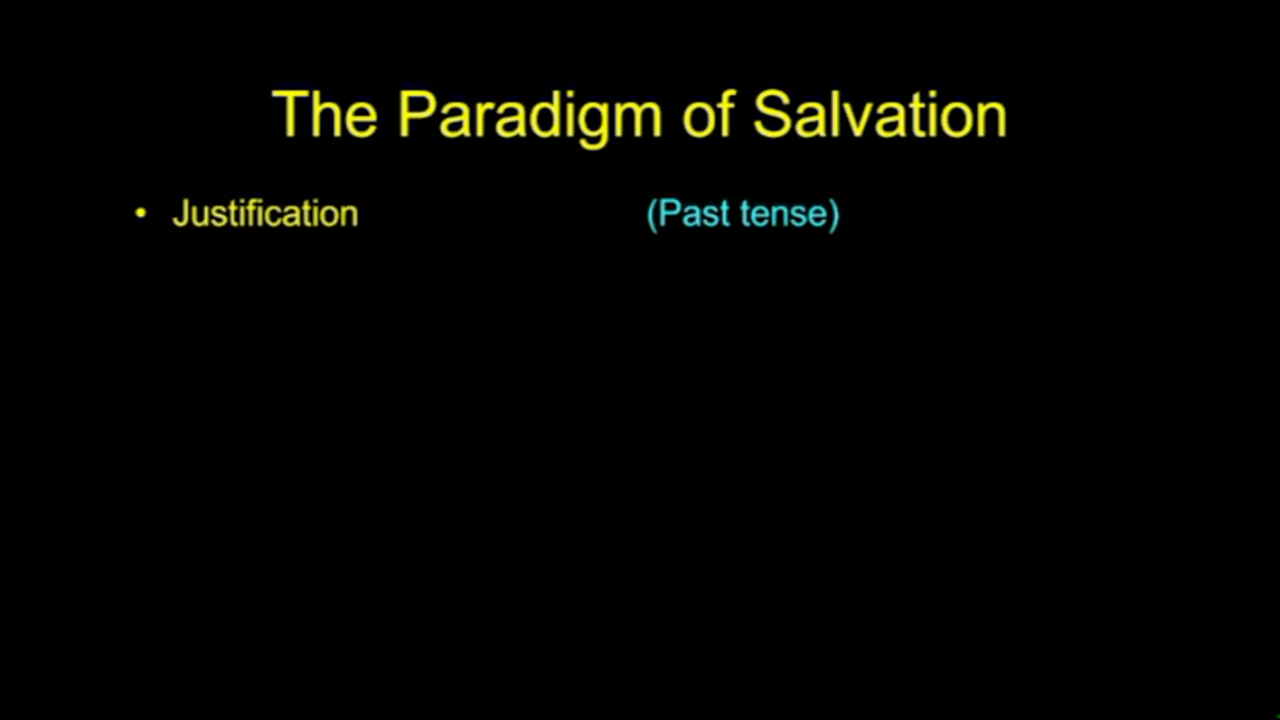 The Paradigm of Salvation
• Justification (Past tense)